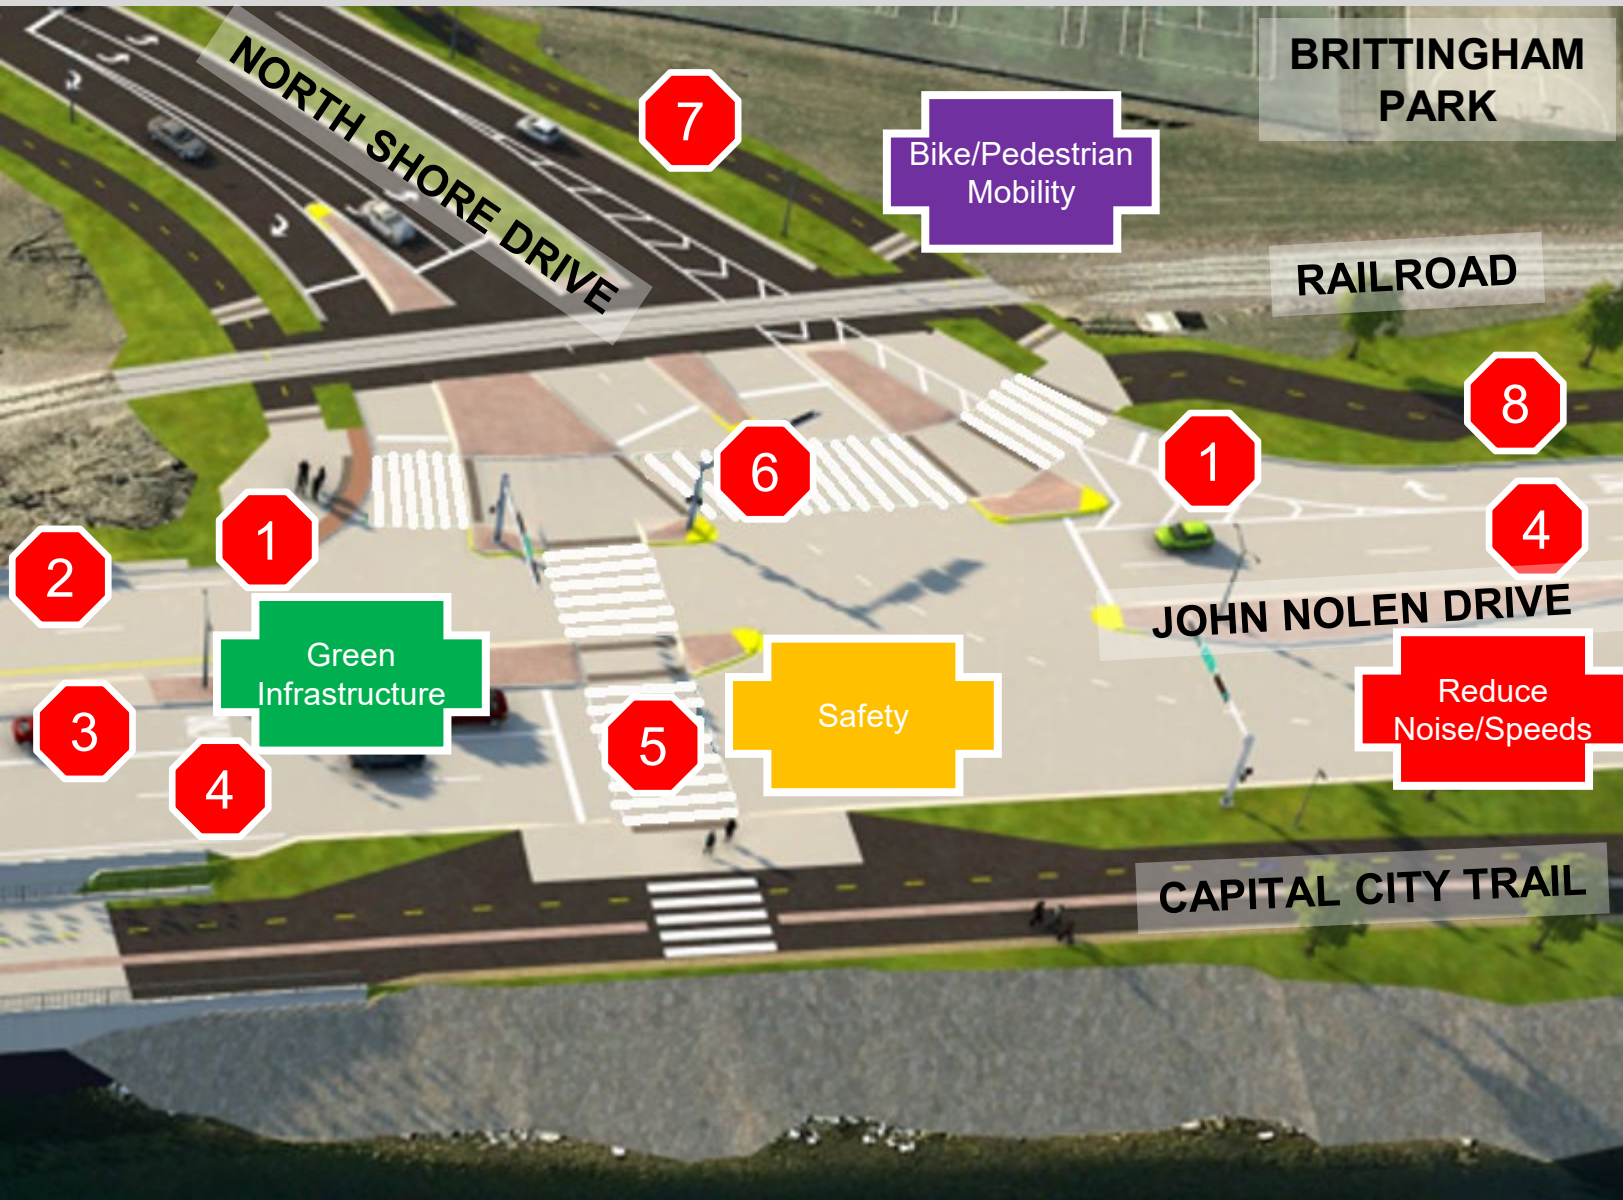 NORTH SHORE DRIVE
BRITTINGHAM
PARK
7
Bike/Pedestrian
Mobility
RAILROAD
8
1
6
4
1
2
JOHN NOLEN DRIVE
Green
Infrastructure
Safety
Reduce
Noise/Speeds
3
5
4
CAPITAL CITY TRAIL